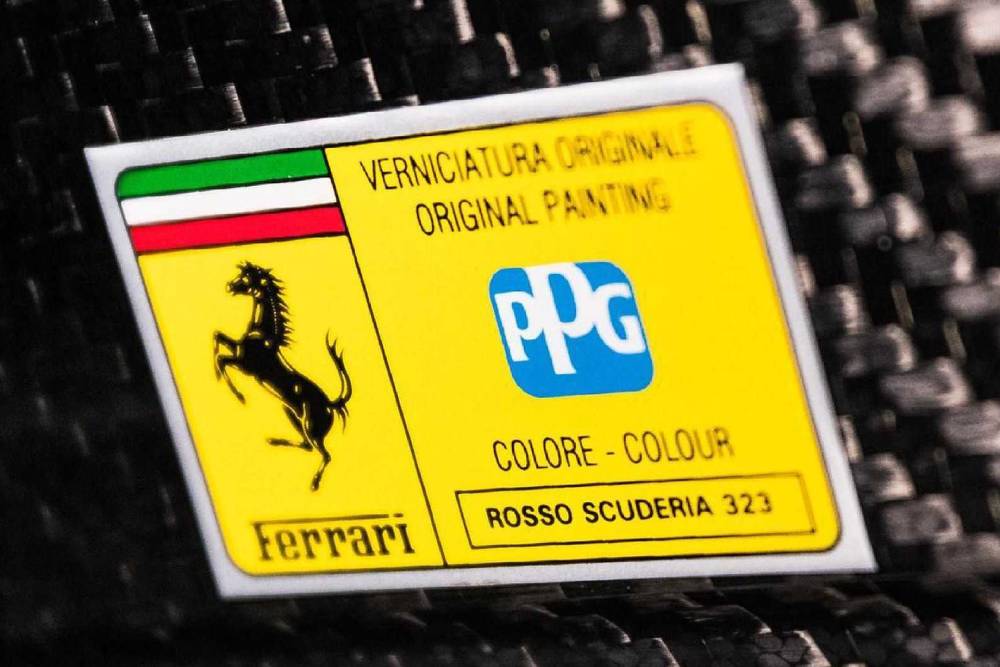 VERNICIATURA ORIGINALE
ORIGINAL PAINTING
PPG
COLORE - COLOUR
ROSSO SCUDERIA 323
Ferrari